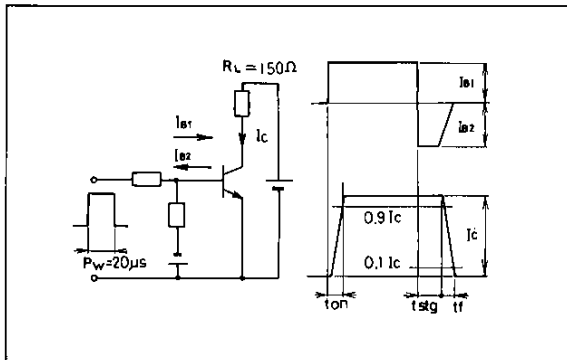 RL=150Ω
IB1
IB2
IC
PW=20μs
IB1
IB2
0.9 Ic
0.1 Ic
Ic
ton
tstg
tf